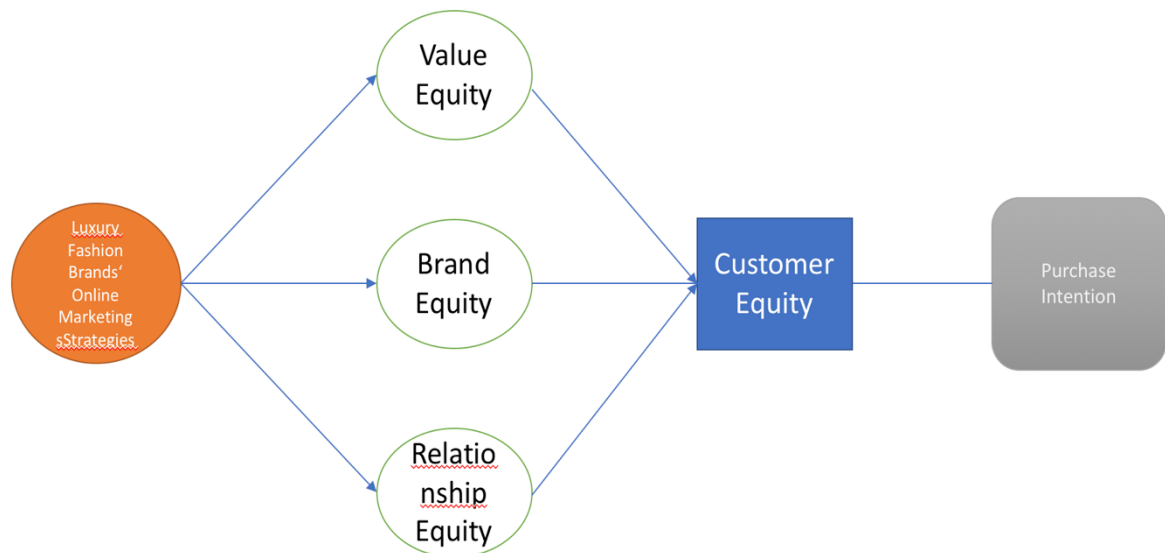 Value
Equity
Luxury
Fashion
Brands‘
Online
Marketing
sStrategies
Brand
Equity
Customer
Equity
Purchase
Intention
Relatio
nship
Equity